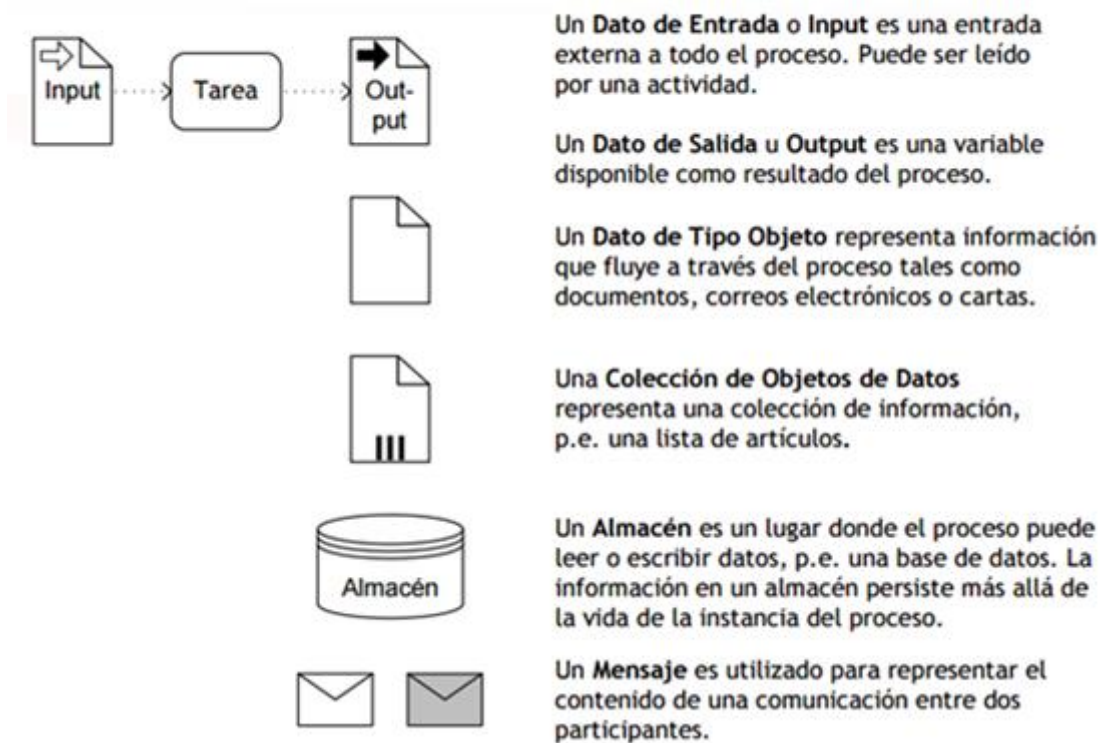 Input
Tarea
Out-
put
Un Dato de Entrada o Input es una entrada
externa a todo el proceso. Puede ser leído
por una actividad.
Un Dato de Salida u Output es una variable
disponible como resultado del proceso.
Un Dato de Tipo Objeto representa información
que fluye a través del proceso tales como
documentos, correos electrónicos o cartas.
Una Colección de Objetos de Datos
representa una colección de información,
p.e. una lista de artículos.
Almacén
Un Almacén es un lugar donde el proceso puede
leer o escribir datos, p.e. una base de datos. La
información en un almacén persiste más allá de
la vida de la instancia del proceso.
Un Mensaje es utilizado para representar el
contenido de una comunicación entre dos
participantes.